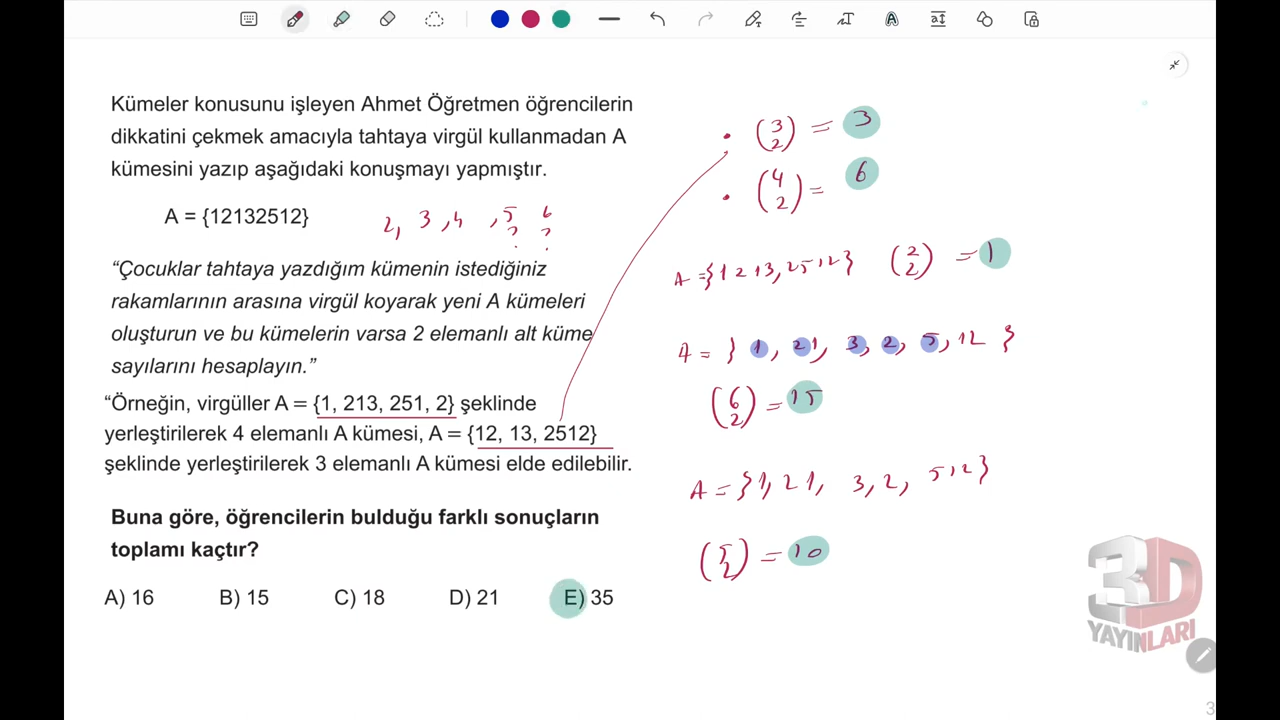 Kümeler konusunu işleyen Ahmet Öğretmen öğrencilerin
dikkatini çekmek amacıyla tahtaya virgül kullanmadan A
kümesini yazıp aşağıdaki konuşmayı yapmıştır.
A = {12132512}
2, 3, 4, 5 6
? ?
“Çocuklar tahtaya yazdığım kümenin istediğiniz
rakamlarının arasına virgül koyarak yeni A kümeleri
oluşturun ve bu kümelerin varsa 2 elemanlı alt küme
sayılarını hesaplayın.”
“Örneğin, virgüller A = {1, 213, 251, 2} şeklinde
yerleştirilerek 4 elemanlı A kümesi, A = {12, 13, 2512}
şeklinde yerleştirilerek 3 elemanlı A kümesi elde edilebilir.
Buna göre, öğrencilerin bulduğu farklı sonuçların
toplamı kaçtır?
A) 16 B) 15 C) 18 D) 21 E) 35
• (3 2) = 3
• (4 2) = 6
A = {1213, 2512} (2 2) = 1
A = { 1, 21, 3, 2, 5, 12 }
(6 2) = 15
A = {1, 21, 3, 2, 512}
(5 2) = 10
3D
YAYINLARI
3